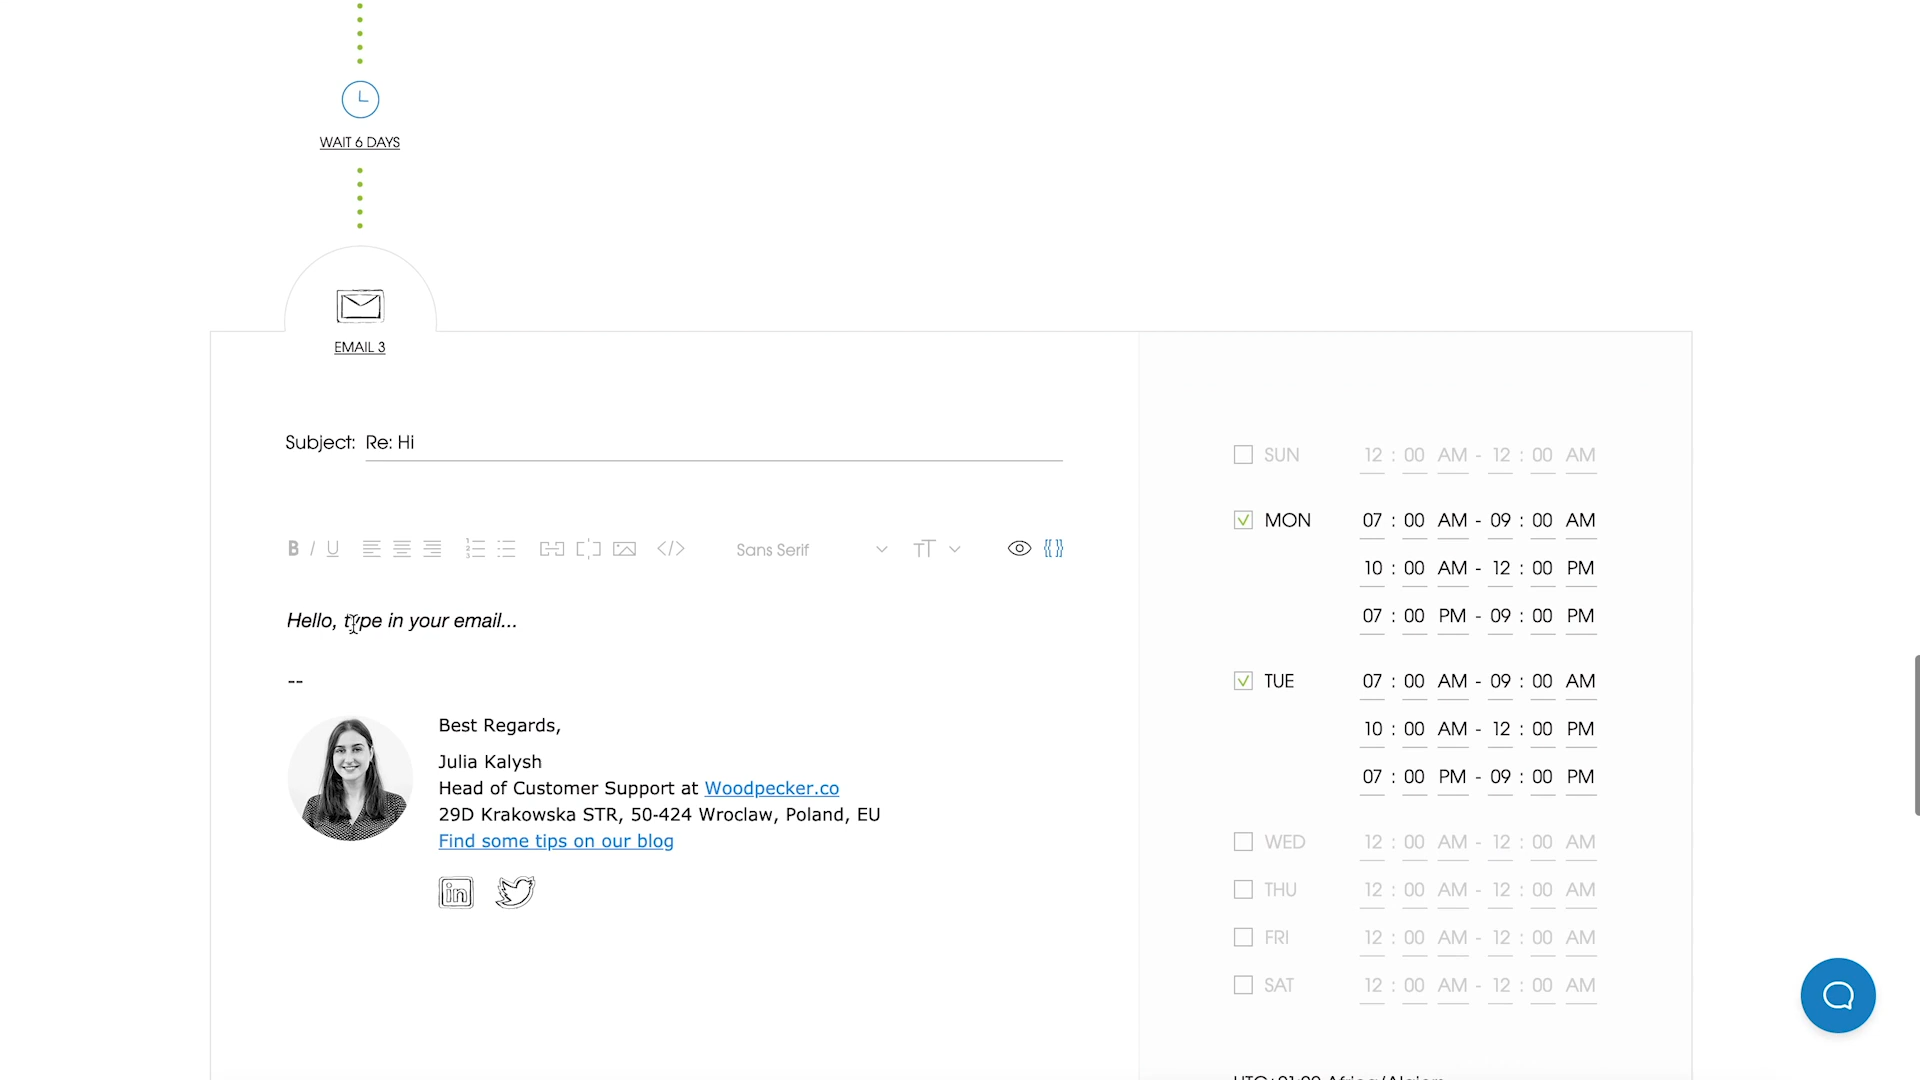 WAIT 6 DAYS
EMAIL 3
Subject: Re: Hi
B I U </> Sans Serif TT {{ }}
Hello, type in your email...
--
Best Regards,
Julia Kalysh
Head of Customer Support at Woodpecker.co
29D Krakowska STR, 50-424 Wroclaw, Poland, EU
Find some tips on our blog
in
SUN 12 : 00 AM - 12 : 00 AM
MON 07 : 00 AM - 09 : 00 AM
10 : 00 AM - 12 : 00 PM
07 : 00 PM - 09 : 00 PM
TUE 07 : 00 AM - 09 : 00 AM
10 : 00 AM - 12 : 00 PM
07 : 00 PM - 09 : 00 PM
WED 12 : 00 AM - 12 : 00 AM
THU 12 : 00 AM - 12 : 00 AM
FRI 12 : 00 AM - 12 : 00 AM
SAT 12 : 00 AM - 12 : 00 AM